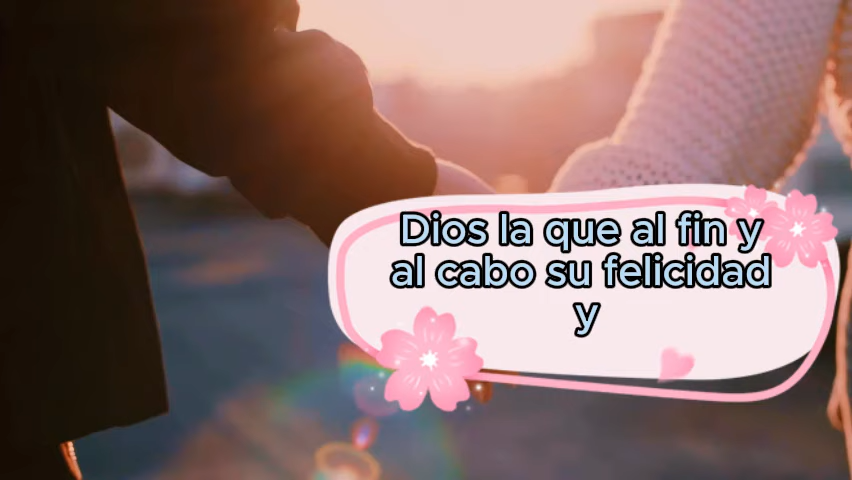 Dios la que al fin y
al cabo su felicidad
y